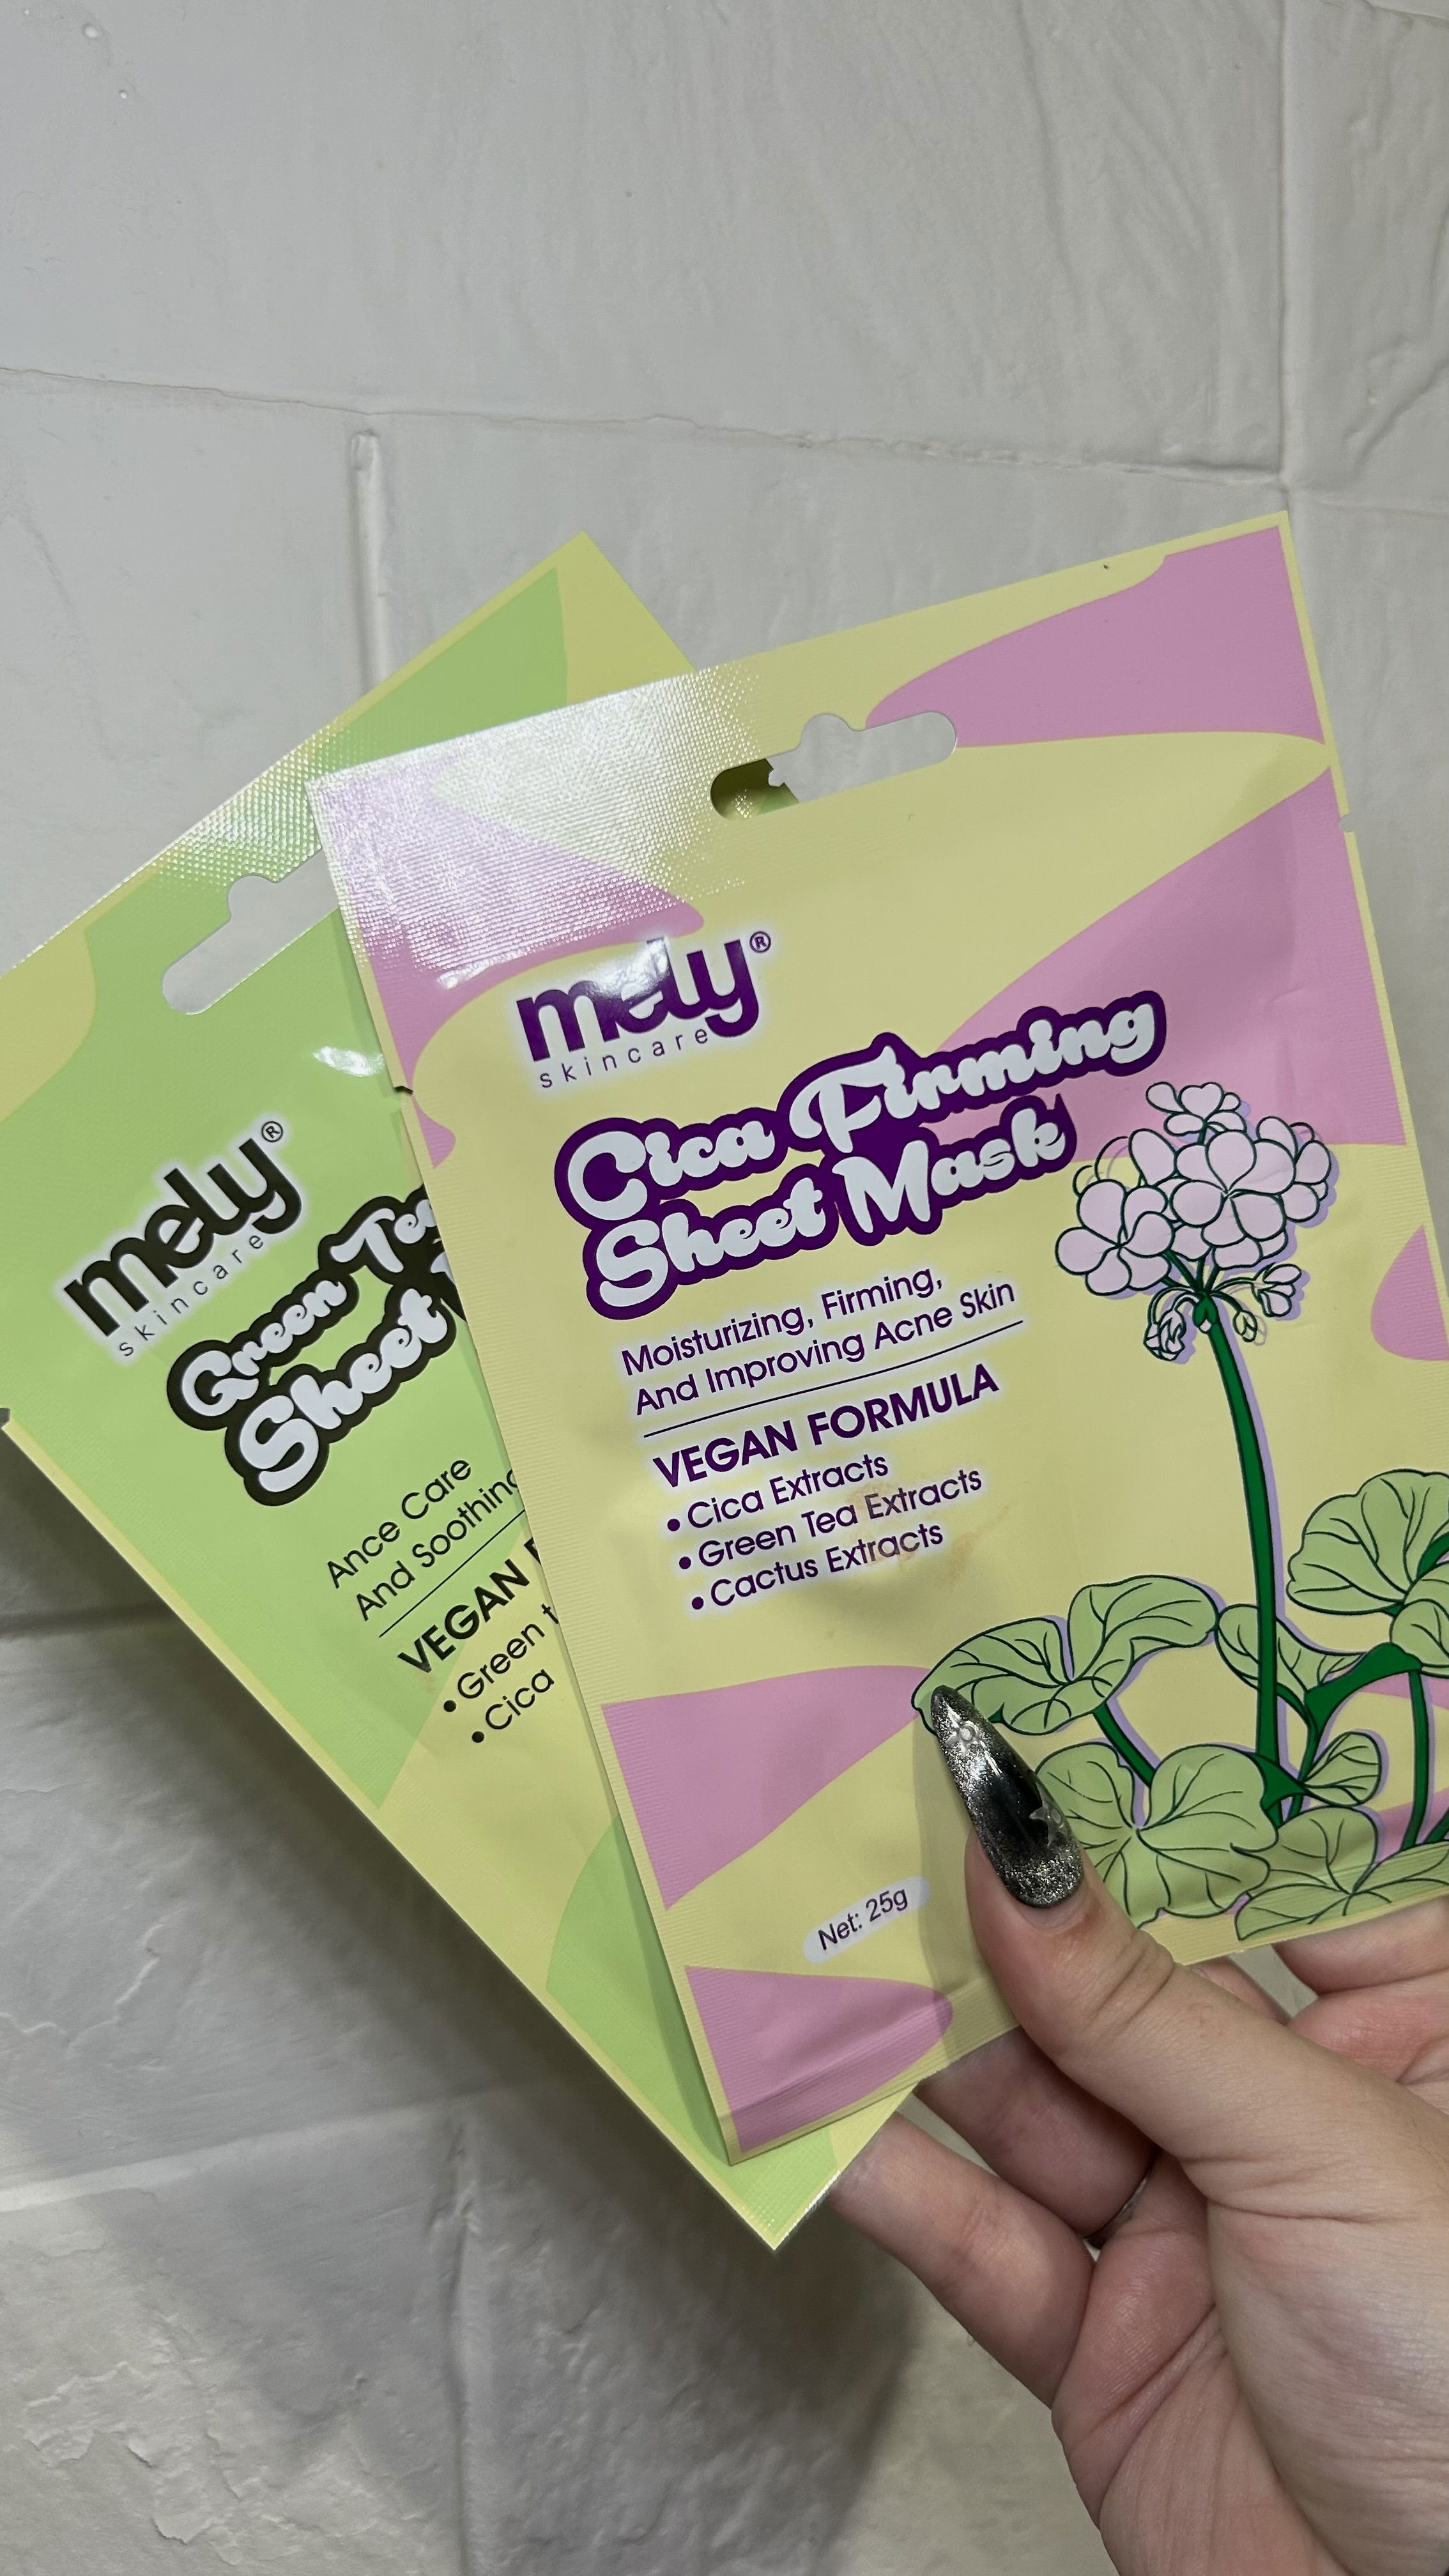 mely®
skincare
Green Tea
Sheet
Ance Care
And Soothing
VEGAN
• Green
• Cica
mely®
skincare
Cica Firming
Sheet Mask
Moisturizing, Firming,
And Improving Acne Skin
VEGAN FORMULA
• Cica Extracts
• Green Tea Extracts
• Cactus Extracts
Net: 25g